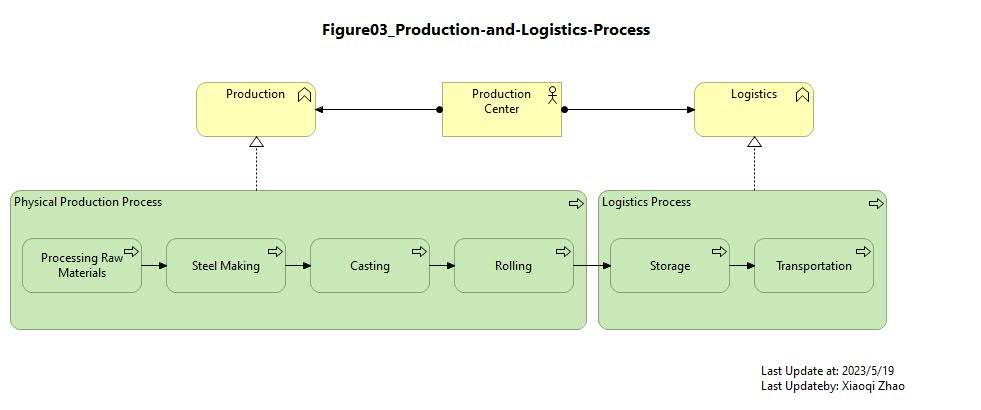 Figure03_Production-and-Logistics-Process
Production
Production
Center
Logistics
Physical Production Process
Logistics Process
Processing Raw
Materials
Steel Making
Casting
Rolling
Storage
Transportation
Last Update at: 2023/5/19
Last Updateby: Xiaoqi Zhao